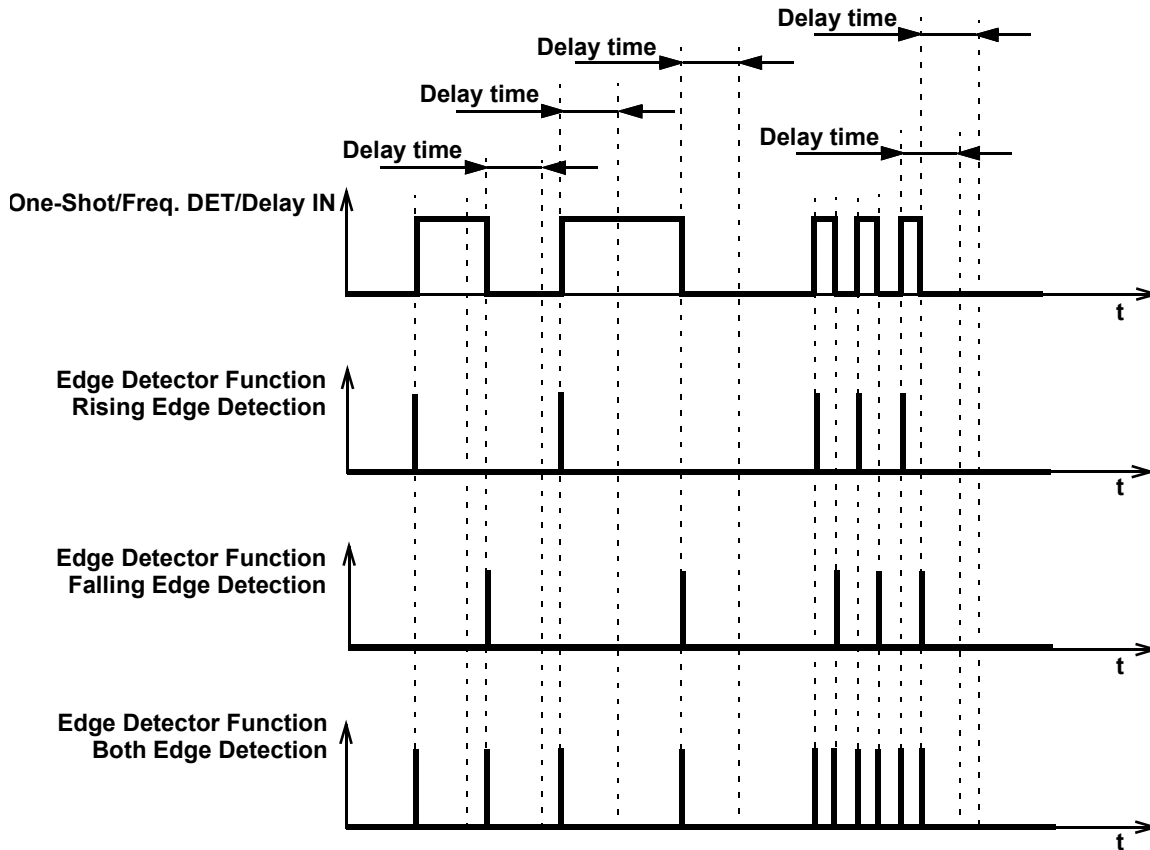 Delay time
Delay time
Delay time
Delay time
Delay time
One-Shot/Freq. DET/Delay IN
t
Edge Detector Function
Rising Edge Detection
t
Edge Detector Function
Falling Edge Detection
t
Edge Detector Function
Both Edge Detection
t